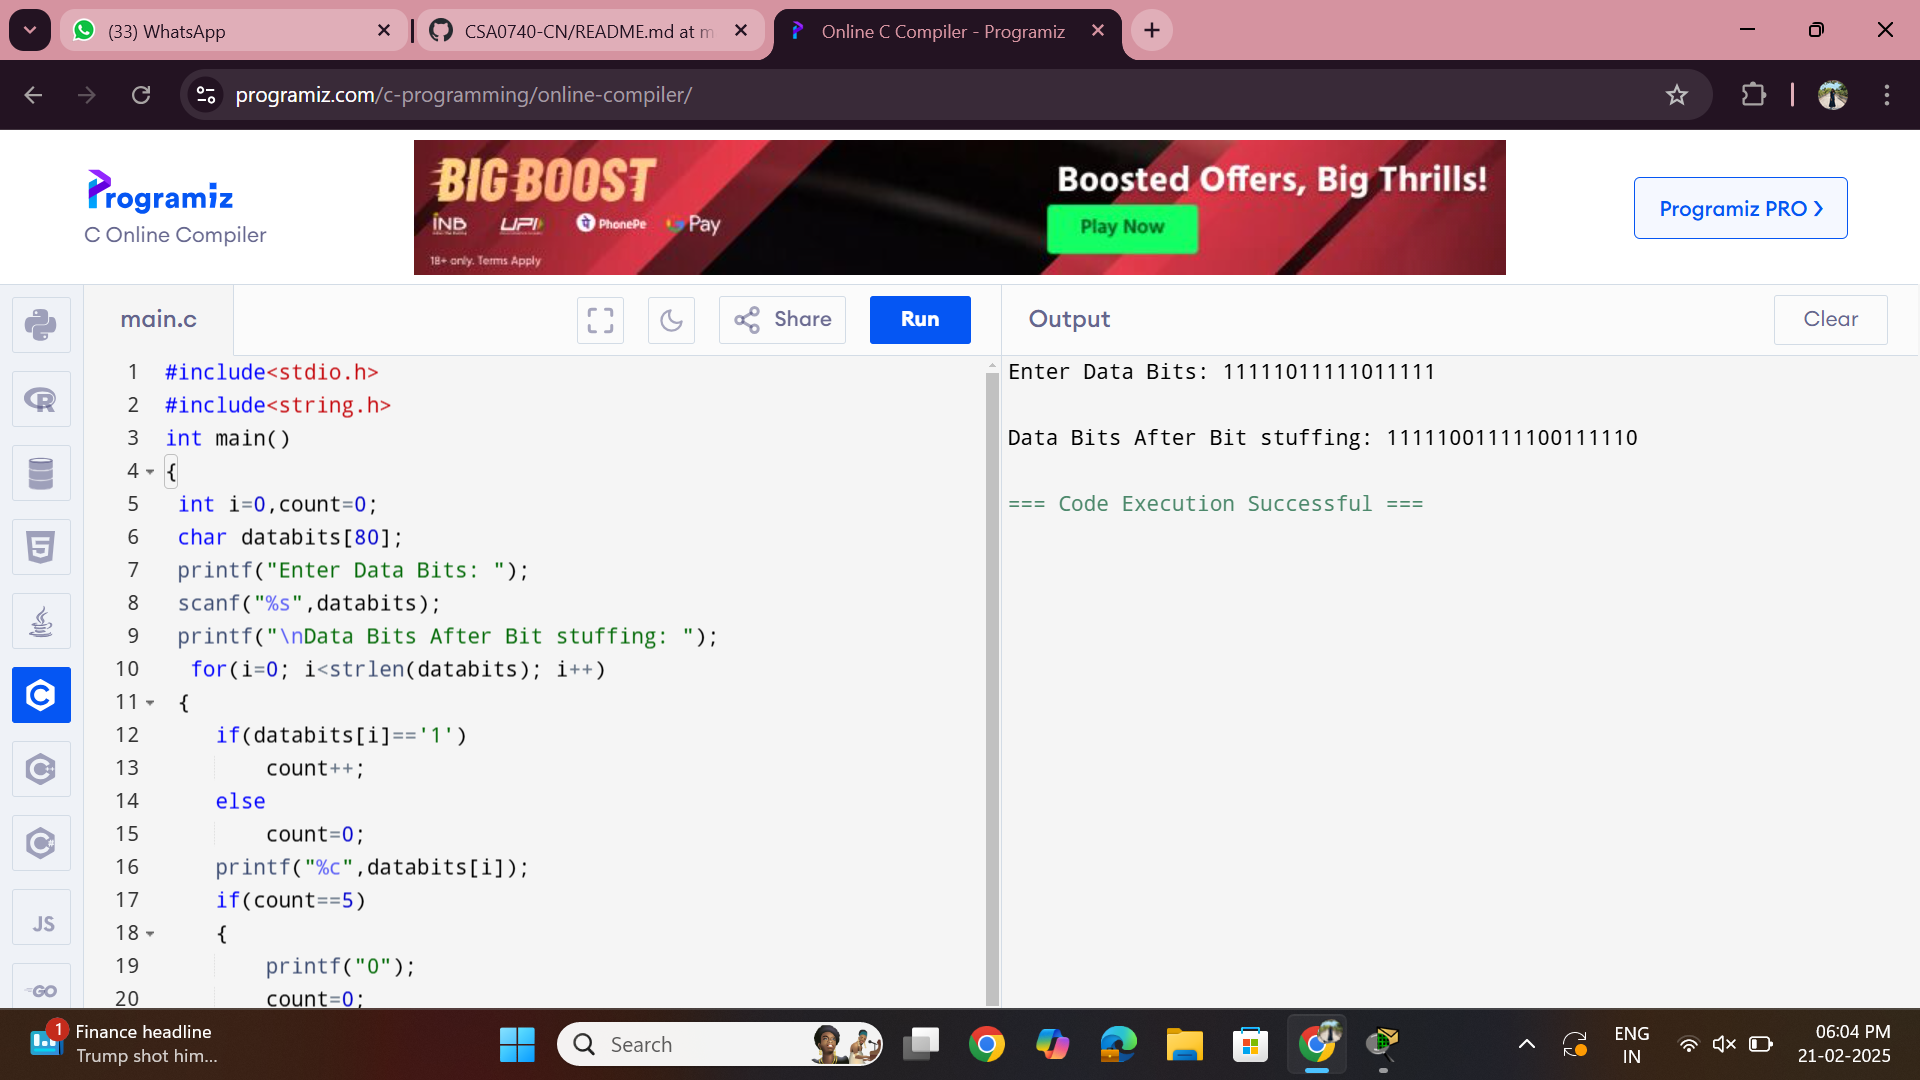 (33) WhatsApp
CSA0740-CN/README.md at m
Online C Compiler - Programiz
programiz.com/c-programming/online-compiler/
Programiz
C Online Compiler
BIG BOOST
UPI PhonePe G Pay
18+ only. Terms Apply
Boosted Offers, Big Thrills!
Play Now
Programiz PRO
main.c
Share
Run
Output
Clear
1 #include<stdio.h>
2 #include<string.h>
3 int main()
4 {
5 int i=0,count=0;
6 char databits[80];
7 printf("Enter Data Bits: ");
8 scanf("%s",databits);
9 printf("\nData Bits After Bit stuffing: ");
10 for(i=0; i<strlen(databits); i++)
11 {
12 if(databits[i]=='1')
13 count++;
14 else
15 count=0;
16 printf("%c",databits[i]);
17 if(count==5)
18 {
19 printf("0");
20 count=0;
Enter Data Bits: 11111011111011111
Data Bits After Bit stuffing: 11111001111100111110
=== Code Execution Successful ===
JS
GO
1
Finance headline
Trump shot him...
Search
ENG
IN
06:04 PM
21-02-2025